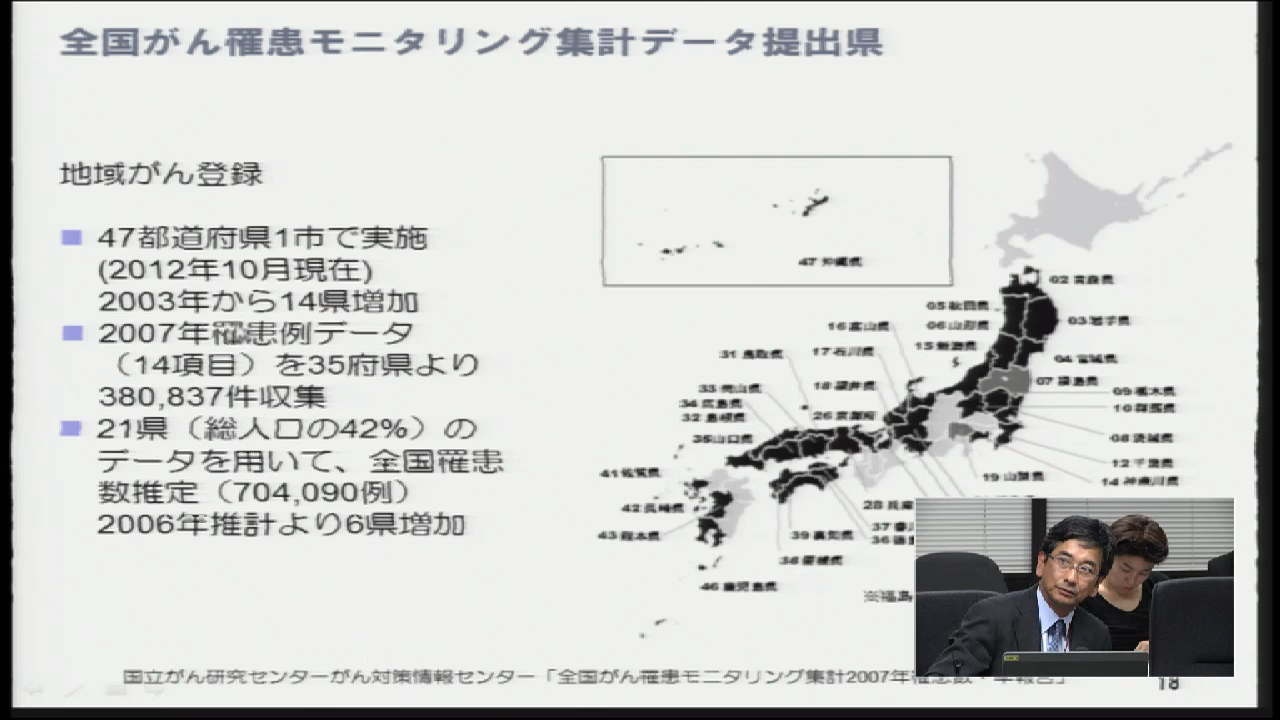 全国がん罹患モニタリング集計データ提出県
地域がん登録
47都道府県1市で実施
(2012年10月現在)
2003年から14県増加
2007年罹患例データ
（14項目）を35府県より
380,837件収集
21県（総人口の42%）の
データを用いて、全国罹患
数推定（704,090例）
2006年推計より6県増加
47 沖縄県
02 青森県
05 秋田県
03 岩手県
16 富山県
06 山形県
15 新潟県
31 鳥取県
17 石川県
04 宮城県
07 福島県
33 岡山県
18 福井県
09 栃木県
34 広島県
10 群馬県
32 島根県
26 京都府
35 山口県
08 茨城県
12 千葉県
41 佐賀県
19 山梨県
14 神奈川県
42 長崎県
28 兵庫
43 熊本県
39 高知県
37 香川
36 徳島
38 愛媛県
46 鹿児島県
※福島
国立がん研究センターがん対策情報センター「全国がん罹患モニタリング集計2007年罹患数・
18